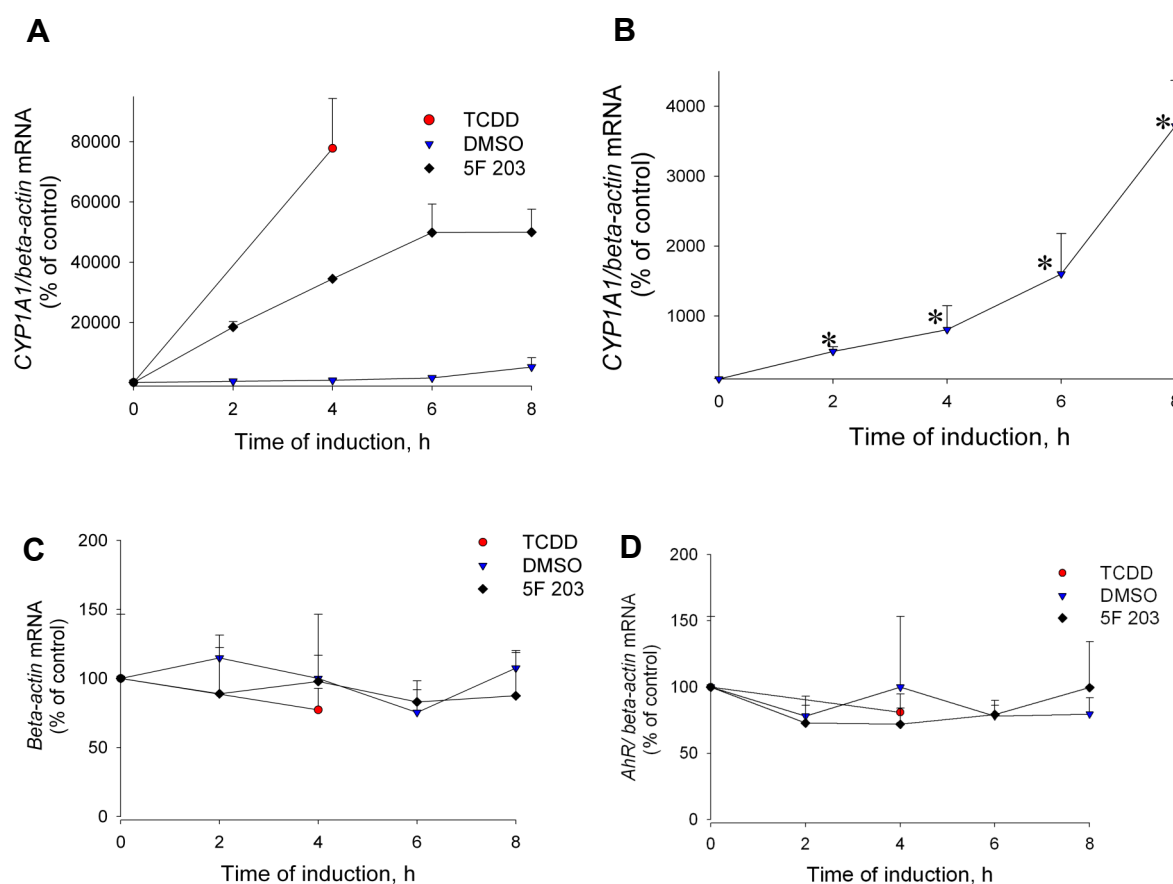 A
CYP1A1/beta-actin mRNA
(% of control)
80000
60000
40000
20000
TCDD
DMSO
5F 203
0 2 4 6 8
Time of induction, h
B
CYP1A1/beta-actin mRNA
(% of control)
4000
3000
2000
1000
*
*
*
*
0 2 4 6 8
Time of induction, h
C
Beta-actin mRNA
(% of control)
200
150
100
50
0
TCDD
DMSO
5F 203
0 2 4 6 8
Time of induction, h
D
AhR/ beta-actin mRNA
(% of control)
200
150
100
50
0
TCDD
DMSO
5F 203
0 2 4 6 8
Time of induction, h